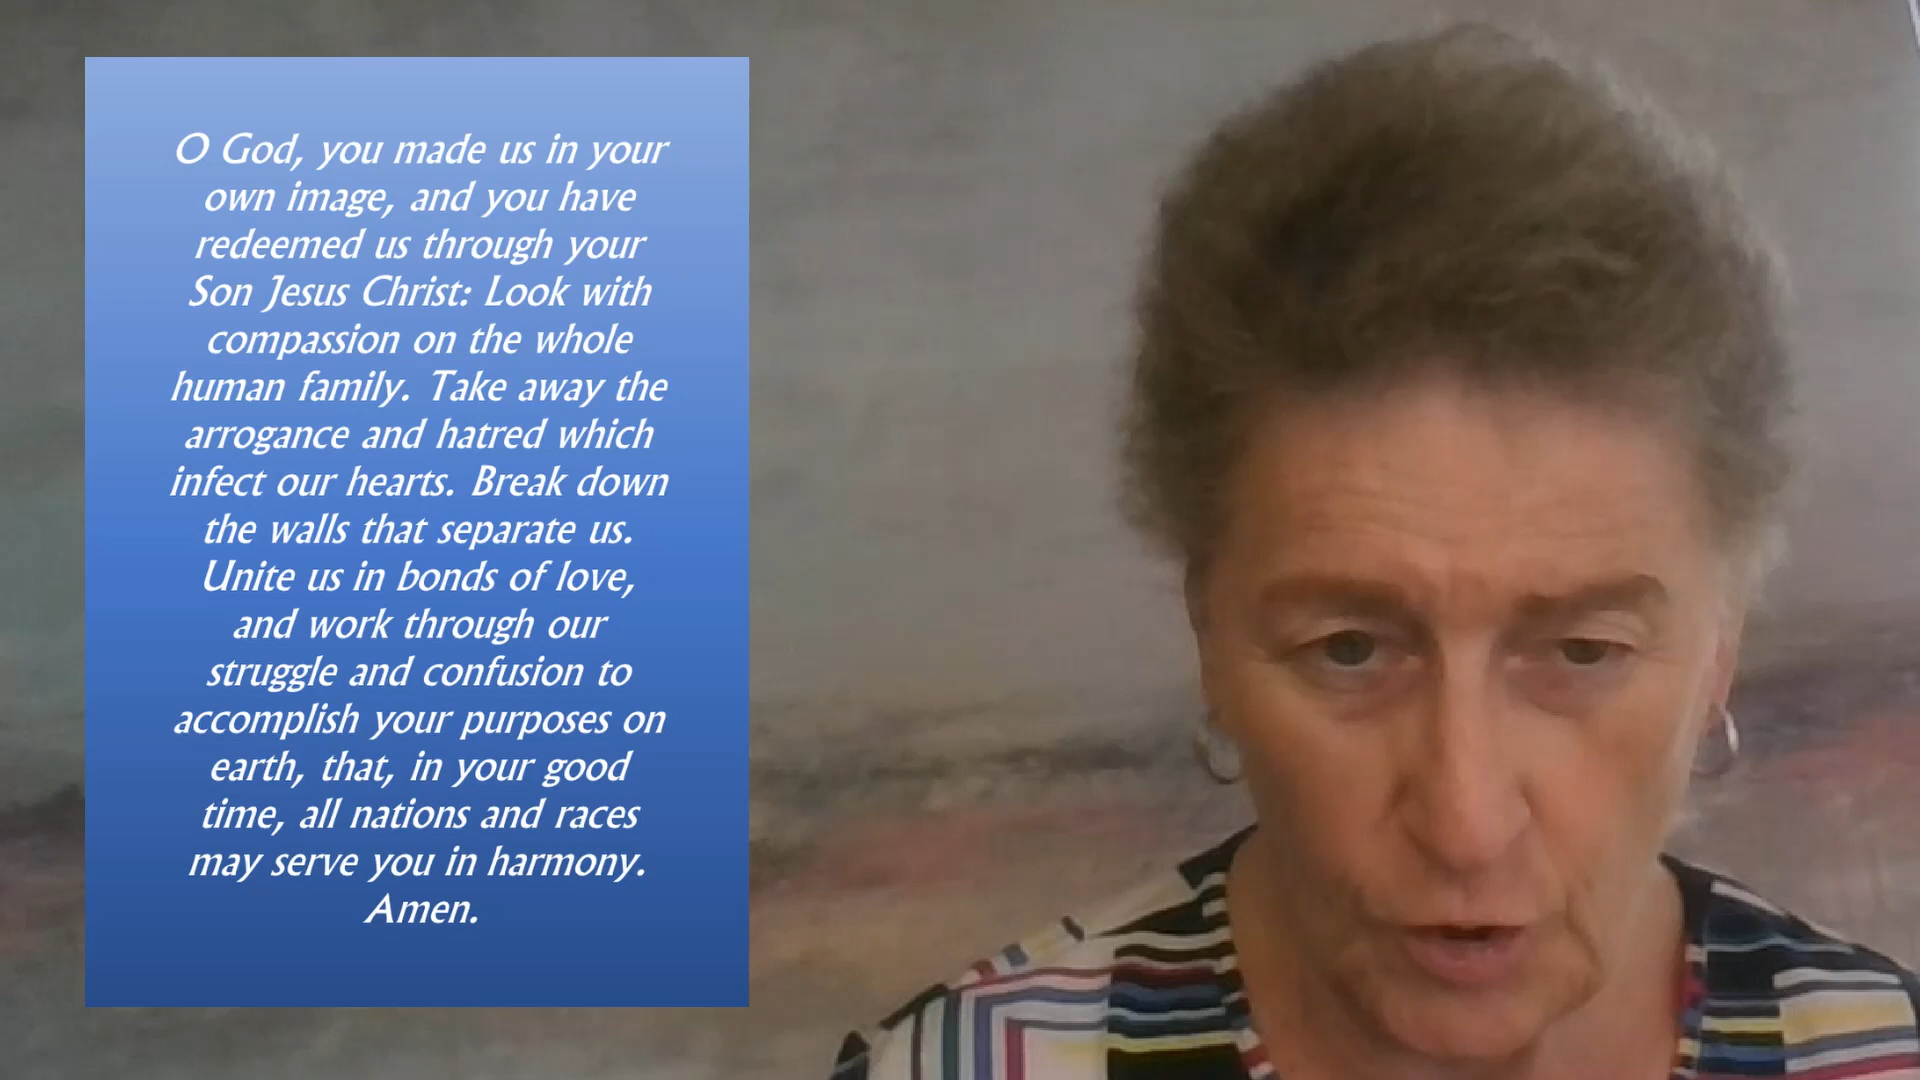 O God, you made us in your
own image, and you have
redeemed us through your
Son Jesus Christ: Look with
compassion on the whole
human family. Take away the
arrogance and hatred which
infect our hearts. Break down
the walls that separate us.
Unite us in bonds of love,
and work through our
struggle and confusion to
accomplish your purposes on
earth, that, in your good
time, all nations and races
may serve you in harmony.
Amen.